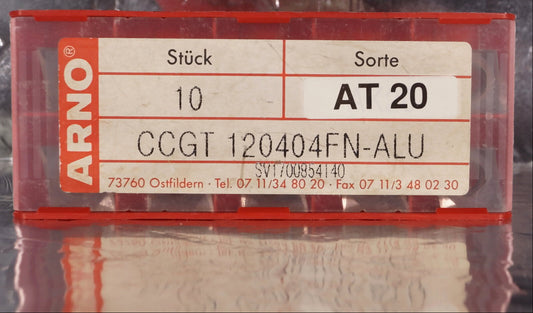 ARNO®
Stück Sorte
10 AT 20
CCGT 120404FN-ALU
SV1700854140
73760 Ostfildern · Tel. 07 11/34 80 20 · Fax 07 11/3 48 02 30